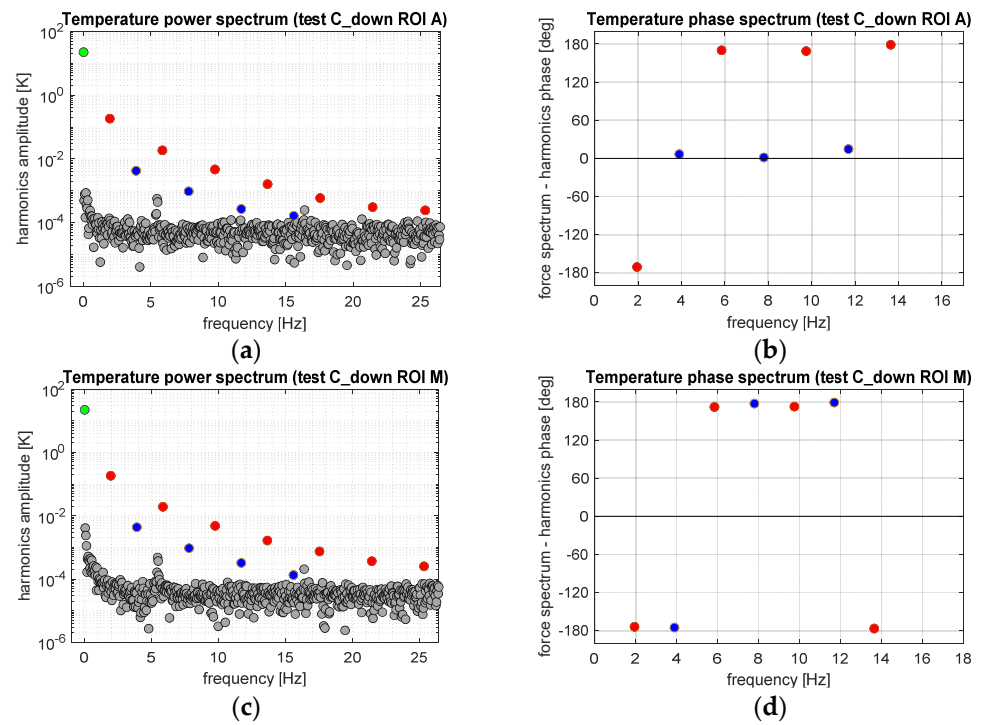 Temperature power spectrum (test C_down ROI A)
harmonics amplitude [K]
10^2
10^0
10^-2
10^-4
10^-6
0 5 10 15 20 25
frequency [Hz]
(a)
Temperature phase spectrum (test C_down ROI A)
force spectrum - harmonics phase [deg]
180
120
60
0
-60
-120
-180
0 2 4 6 8 10 12 14 16
frequency [Hz]
(b)
Temperature power spectrum (test C_down ROI M)
harmonics amplitude [K]
10^2
10^0
10^-2
10^-4
10^-6
0 5 10 15 20 25
frequency [Hz]
(c)
Temperature phase spectrum (test C_down ROI M)
force spectrum - harmonics phase [deg]
180
120
60
0
-60
-120
-180
0 2 4 6 8 10 12 14 16 18
frequency [Hz]
(d)